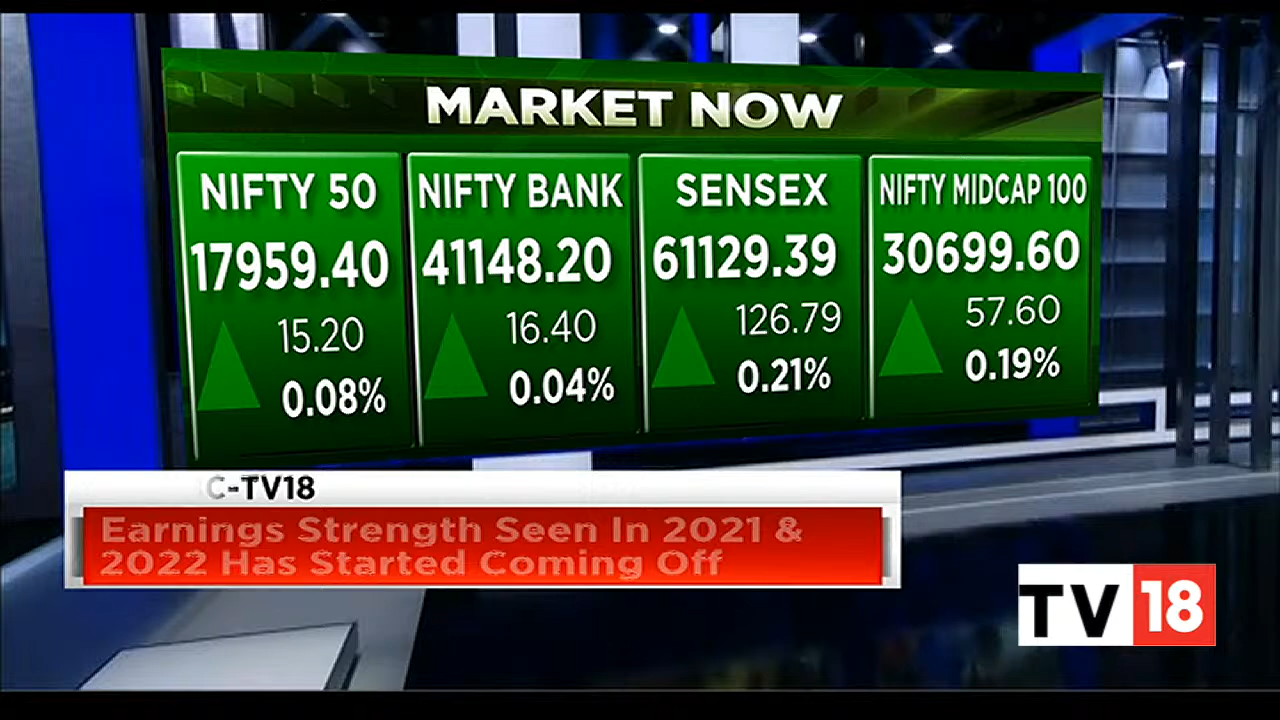 MARKET NOW
NIFTY 50
17959.40
15.20
0.08%
NIFTY BANK
41148.20
16.40
0.04%
SENSEX
61129.39
126.79
0.21%
NIFTY MIDCAP 100
30699.60
57.60
0.19%
C-TV18
Earnings Strength Seen In 2021 &
2022 Has Started Coming Off
TV 18